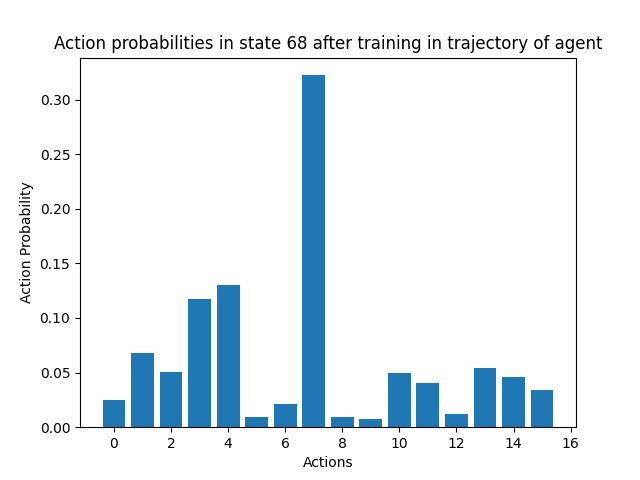 Action probabilities in state 68 after training in trajectory of agent
0.30
0.25
0.20
0.15
0.10
0.05
0.00
Action Probability
0 2 4 6 8 10 12 14 16
Actions